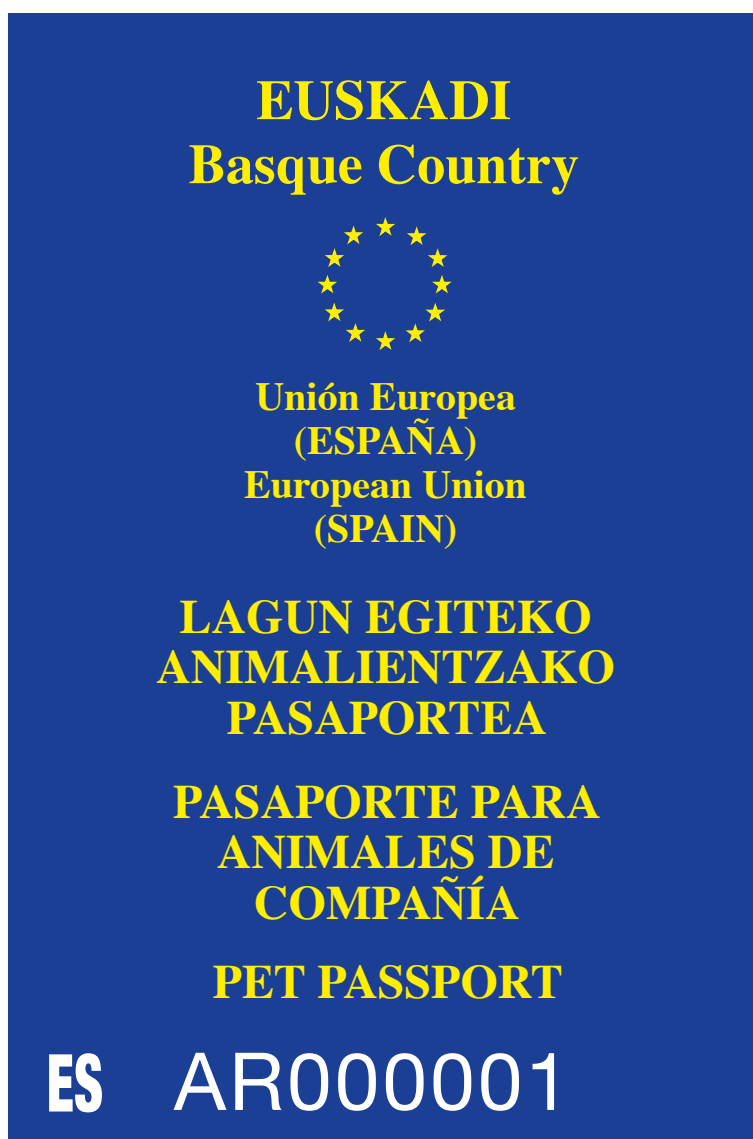 EUSKADI
Basque Country
Unión Europea
(ESPAÑA)
European Union
(SPAIN)
LAGUN EGITEKO
ANIMALIENTZAKO
PASAPORTEA
PASAPORTE PARA
ANIMALES DE
COMPAÑÍA
PET PASSPORT
ES AR000001